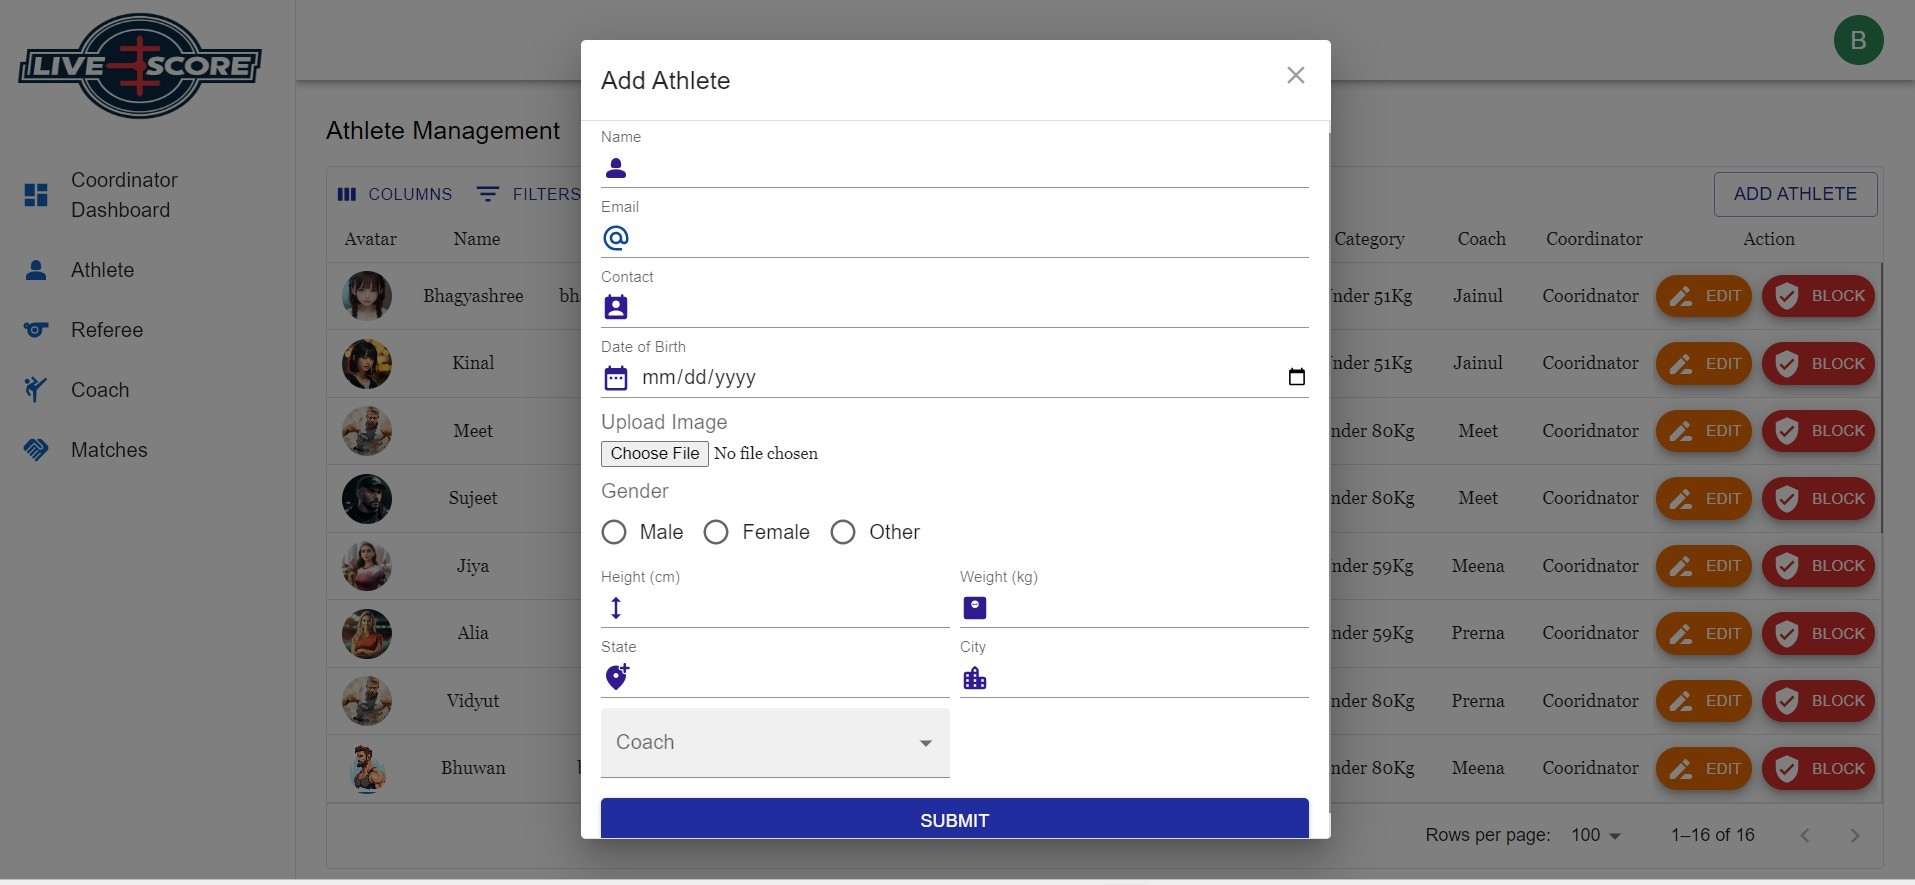 LIVE SCORE
B
Coordinator
Dashboard
Athlete
Referee
Coach
Matches
Athlete Management
COLUMNS FILTERS
ADD ATHLETE
Avatar Name Category Coach Coordinator Action
Bhagyashree bh nder 51Kg Jainul Cooridnator EDIT BLOCK
Kinal nder 51Kg Jainul Cooridnator EDIT BLOCK
Meet nder 80Kg Meet Cooridnator EDIT BLOCK
Sujeet nder 80Kg Meet Cooridnator EDIT BLOCK
Jiya nder 59Kg Meena Cooridnator EDIT BLOCK
Alia nder 59Kg Prerna Cooridnator EDIT BLOCK
Vidyut nder 80Kg Prerna Cooridnator EDIT BLOCK
Bhuwan nder 80Kg Meena Cooridnator EDIT BLOCK
Rows per page: 100 1–16 of 16
Add Athlete
Name
Email
Contact
Date of Birth
mm/dd/yyyy
Upload Image
Choose File No file chosen
Gender
Male Female Other
Height (cm) Weight (kg)
State City
Coach
SUBMIT